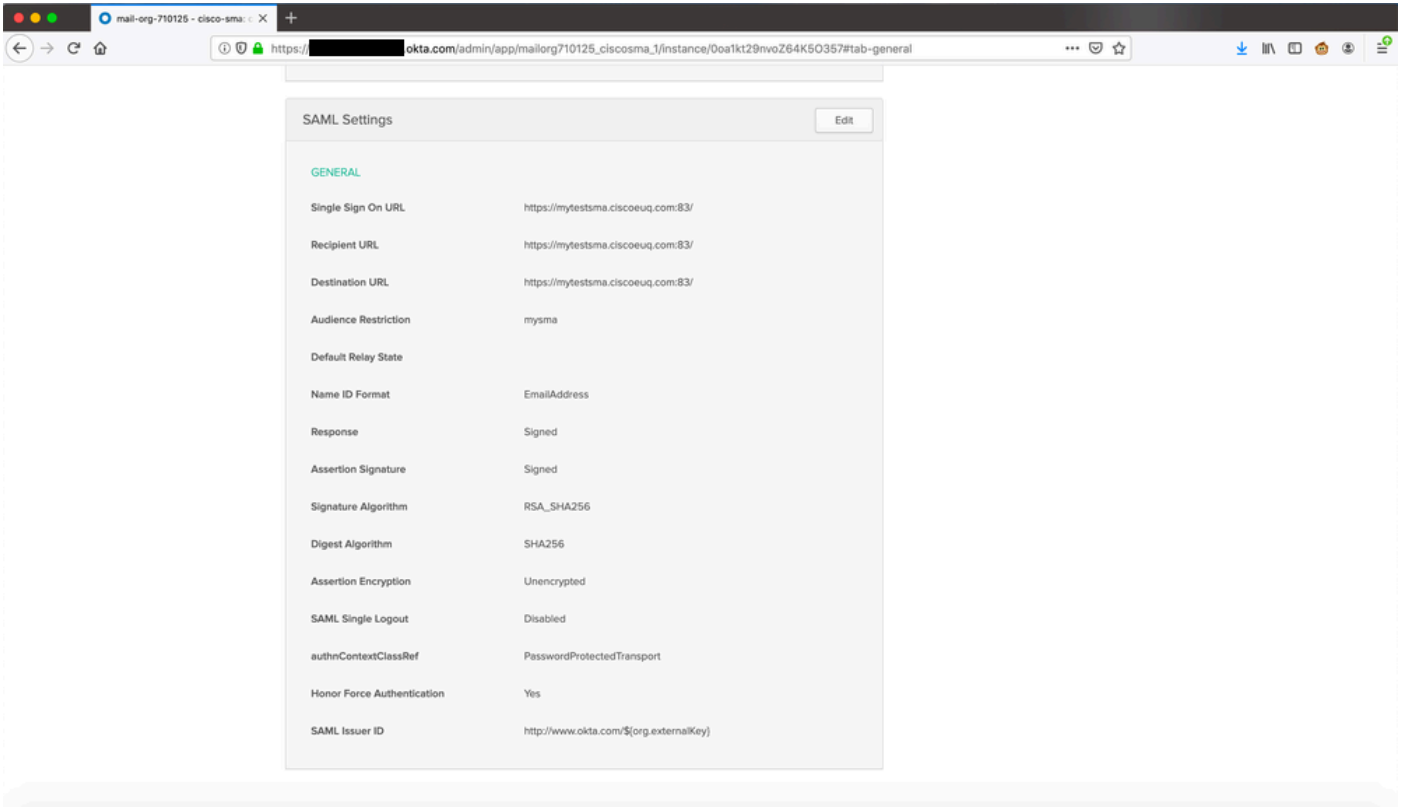 mail-org-710125 - cisco-sma: c
https:// okta.com/admin/app/mailorg710125_ciscosma_1/instance/0oa1kt29nvoZ64K5O357#tab-general
SAML Settings Edit
GENERAL
Single Sign On URL https://mytestsma.ciscoeuq.com:83/
Recipient URL https://mytestsma.ciscoeuq.com:83/
Destination URL https://mytestsma.ciscoeuq.com:83/
Audience Restriction mysma
Default Relay State
Name ID Format EmailAddress
Response Signed
Assertion Signature Signed
Signature Algorithm RSA_SHA256
Digest Algorithm SHA256
Assertion Encryption Unencrypted
SAML Single Logout Disabled
authnContextClassRef PasswordProtectedTransport
Honor Force Authentication Yes
SAML Issuer ID http://www.okta.com/${org.externalKey}